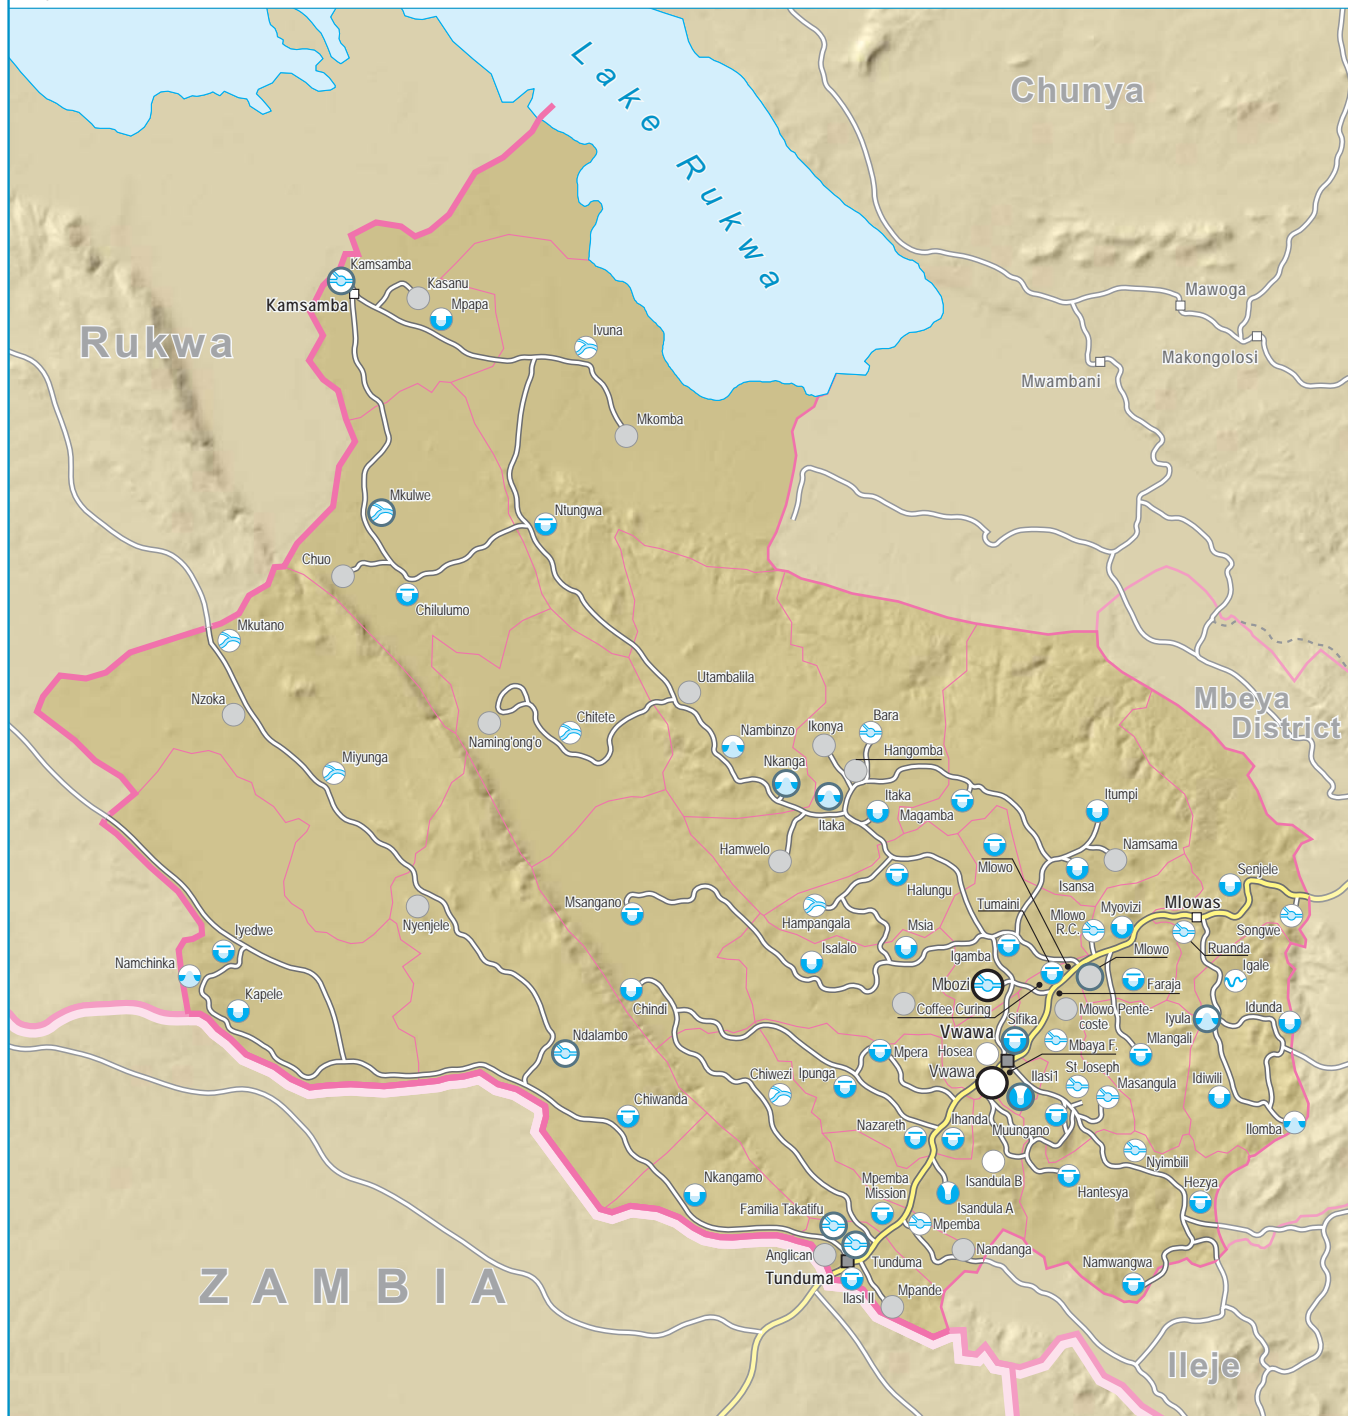 Lake Rukwa
Chunya
Kamsamba
Kasanu
Kamsamba
Mpapa
Mawoga
Rukwa
Ivuna
Makongolosi
Mwambani
Mkomba
Mkulwe
Ntungwa
Chuo
Chilulumo
Mkutano
Utambalila
Nzoka
Mbeya
District
Naming'ong'o
Chitete
Nambinzo
Ikonya
Bara
Hangomba
Miyunga
Nkanga
Itaka
Itaka
Magamba
Itumpi
Hamwelo
Namsama
Mlowo
Isansa
Senjele
Halungu
Msangano
Nyenjele
Hampangala
Tumaini
Mlowo
R.C.
Myovizi
Mlowas
Songwe
Iyedwe
Msia
Isalalo
Igamba
Mlowo
Ruanda
Namchinka
Mbozi
Igale
Faraja
Kapele
Chindi
Coffee Curing
Sifika
Mlowo Pente-
coste
Iyula
Idunda
Vwawa
Ndalambo
Mpera
Hosea
Mbaya F.
Mlangali
Vwawa
Chiwezi
Ipunga
Ilasi1
St Joseph
Masangula
Idiwili
Chiwanda
Nazareth
Ihanda
Muungano
Ilomba
Nyimbili
Nkangamo
Mpemba
Mission
Isandula B
Hantesya
Hezya
Familia Takatifu
Isandula A
Mpemba
Anglican
Tunduma
Nandanga
Namwangwa
Tunduma
Ilasi II
Mpande
ZAMBIA
Ileje